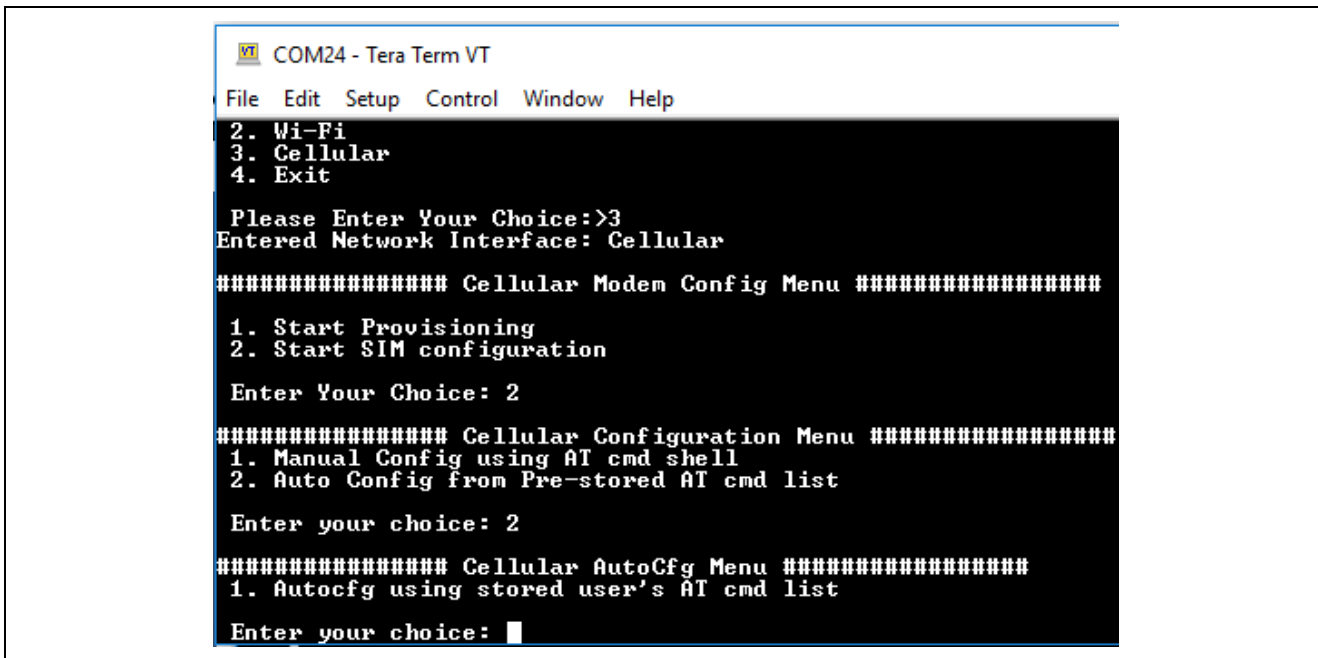 COM24 - Tera Term VT
File Edit Setup Control Window Help
2. Wi-Fi
3. Cellular
4. Exit
Please Enter Your Choice:>3
Entered Network Interface: Cellular
################ Cellular Modem Config Menu #################
1. Start Provisioning
2. Start SIM configuration
Enter Your Choice: 2
################ Cellular Configuration Menu #################
1. Manual Config using AT cmd shell
2. Auto Config from Pre-stored AT cmd list
Enter your choice: 2
################ Cellular AutoCfg Menu #################
1. Autocfg using stored user's AT cmd list
Enter your choice: